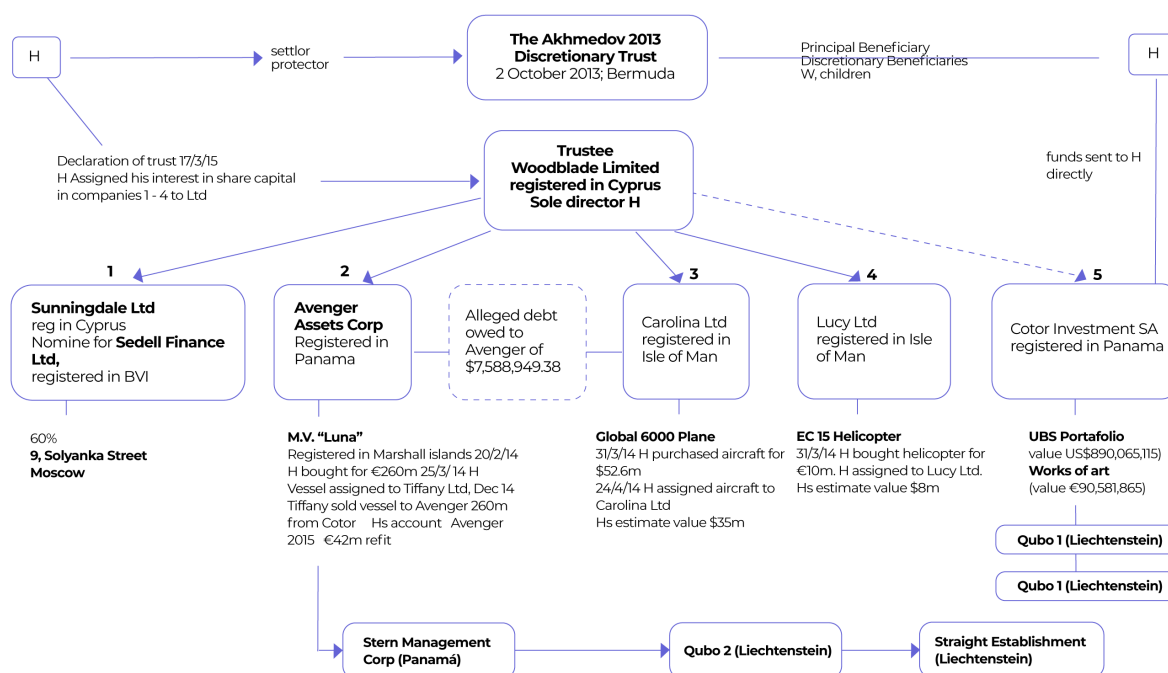 H
settlor
protector
The Akhmedov 2013
Discretionary Trust
2 October 2013; Bermuda
Principal Beneficiary
Discretionary Beneficiaries
W, children
H
Declaration of trust 17/3/15
H Assigned his interest in share capital
in companies 1 - 4 to Ltd
Trustee
Woodblade Limited
registered in Cyprus
Sole director H
funds sent to H
directly
1
2
3
4
5
Sunningdale Ltd
reg in Cyprus
Nomine for Sedell Finance
Ltd,
registered in BVI
Avenger
Assets Corp
Registered in
Panama
Alleged debt
owed to
Avenger of
$7,588,949.38
Carolina Ltd
registered in
Isle of Man
Lucy Ltd
registered in Isle
of Man
Cotor Investment SA
registered in Panama
60%
9, Solyanka Street
Moscow
M.V. “Luna”
Registered in Marshall islands 20/2/14
H bought for €260m 25/3/ 14 H
Vessel assigned to Tiffany Ltd, Dec 14
Tiffany sold vessel to Avenger 260m
from Cotor Hs account Avenger
2015 €42m refit
Global 6000 Plane
31/3/14 H purchased aircraft for
$52.6m
24/4/14 H assigned aircraft to
Carolina Ltd
Hs estimate value $35m
EC 15 Helicopter
31/3/14 H bought helicopter for
€10m. H assigned to Lucy Ltd.
Hs estimate value $8m
UBS Portafolio
value US$890,065,115)
Works of art
(value €90,581,865)
Qubo 1 (Liechtenstein)
Qubo 1 (Liechtenstein)
Stern Management
Corp (Panamá)
Qubo 2 (Liechtenstein)
Straight Establishment
(Liechtenstein)